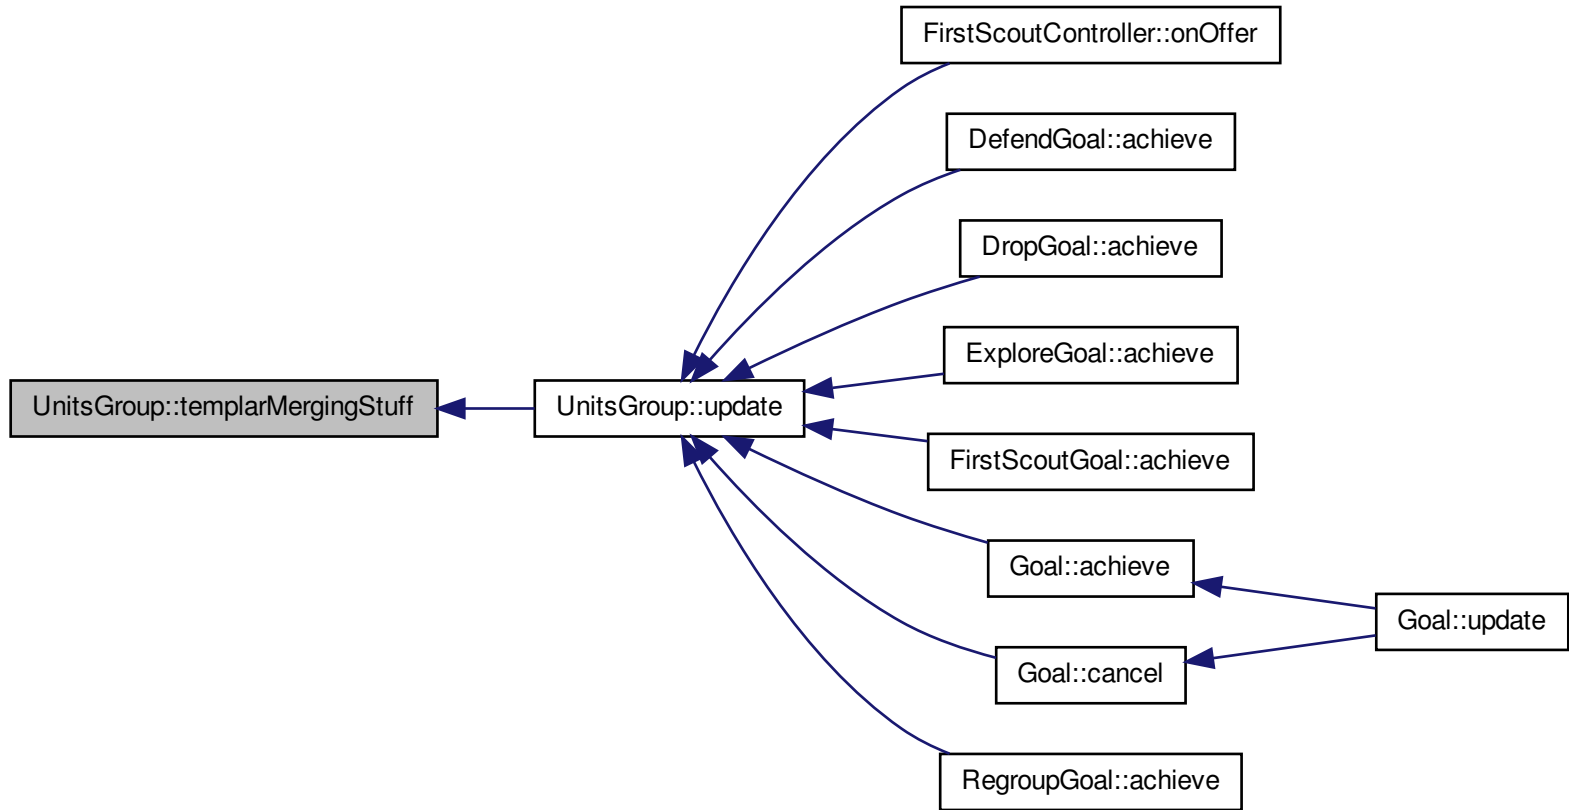 FirstScoutController::onOffer
DefendGoal::achieve
DropGoal::achieve
ExploreGoal::achieve
UnitsGroup::templarMergingStuff
UnitsGroup::update
FirstScoutGoal::achieve
Goal::achieve
Goal::update
Goal::cancel
RegroupGoal::achieve